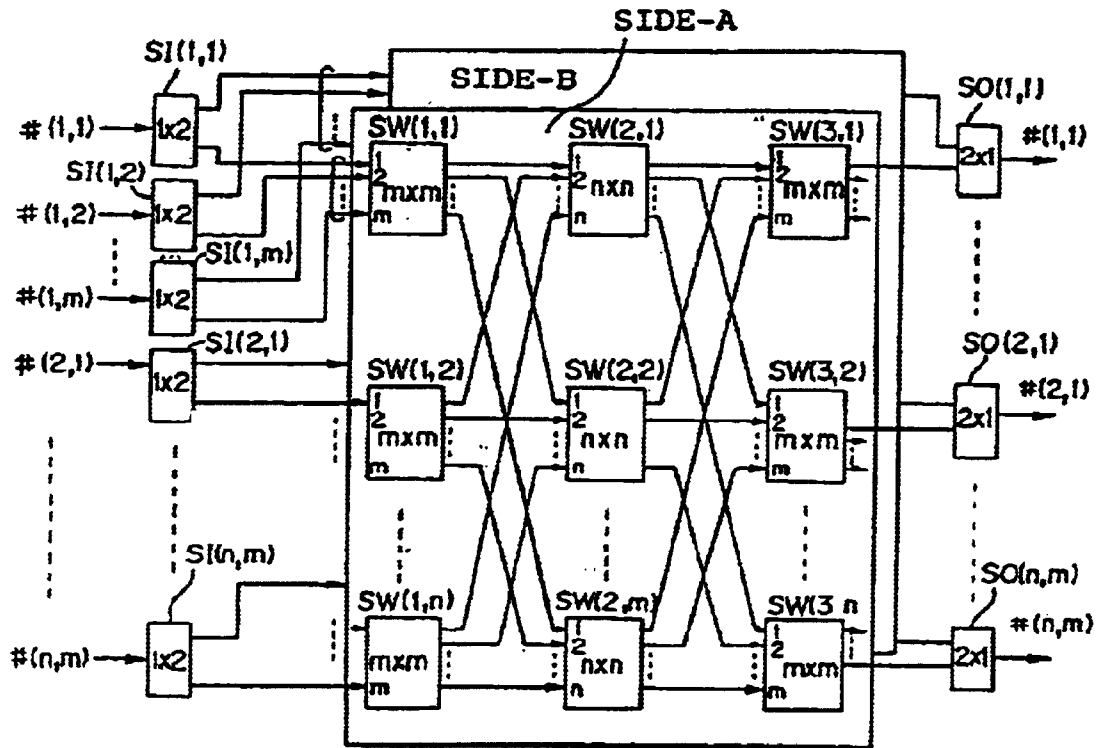 SIDE-A
SI(1,1)
SIDE-B
SO(1,1)
#(1,1)
1x2
SW(1,1)
SW(2,1)
SW(3,1)
2x1
#(1,1)
SI(1,2)
1
2
mxm
m
1
2
nxn
n
1
2
mxm
m
#(1,2)
1x2
SI(1,m)
#(1,m)
1x2
SI(2,1)
#(2,1)
1x2
SW(1,2)
SW(2,2)
SW(3,2)
SO(2,1)
#(2,1)
1
2
mxm
m
1
2
nxn
n
1
2
mxm
m
2x1
SI(n,m)
SW(1,n)
SW(2,m)
SW(3 n
SO(n,m)
#(n,m)
#(n,m)
1x2
mxm
m
1
2
nxn
n
1
2
mxm
2x1